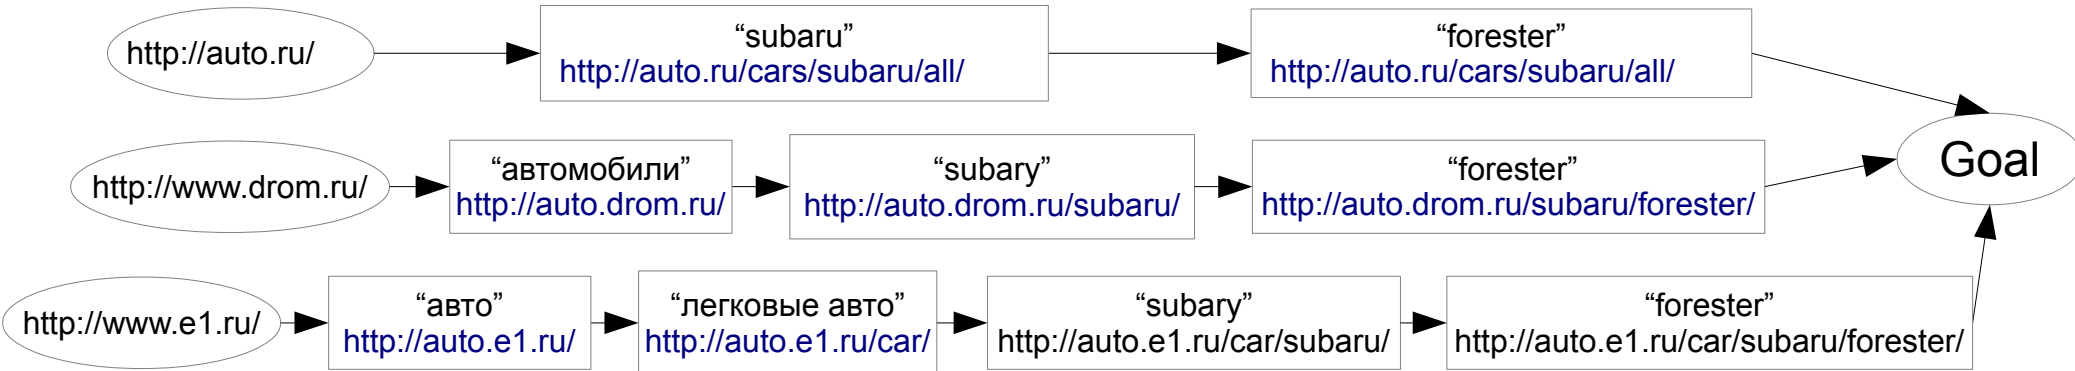 http://auto.ru/
“subaru”
http://auto.ru/cars/subaru/all/
“forester”
http://auto.ru/cars/subaru/all/
Goal
http://www.drom.ru/
“автомобили”
http://auto.drom.ru/
“subary”
http://auto.drom.ru/subaru/
“forester”
http://auto.drom.ru/subaru/forester/
http://www.e1.ru/
“авто”
http://auto.e1.ru/
“легковые авто”
http://auto.e1.ru/car/
“subary”
http://auto.e1.ru/car/subaru/
“forester”
http://auto.e1.ru/car/subaru/forester/